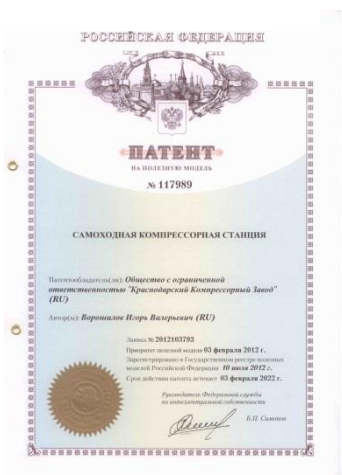 РОССИЙСКАЯ ФЕДЕРАЦИЯ
ПАТЕНТ
НА ПОЛЕЗНУЮ МОДЕЛЬ
№ 117989
САМОХОДНАЯ КОМПРЕССОРНАЯ СТАНЦИЯ
Патентообладатель(ли): Общество с ограниченной
ответственностью "Краснодарский Компрессорный Завод"
(RU)
Автор(ы): Ворошилов Игорь Валерьевич (RU)
Заявка № 2012103793
Приоритет полезной модели 03 февраля 2012 г.
Зарегистрировано в Государственном реестре полезных
моделей Российской Федерации 10 июля 2012 г.
Срок действия патента истекает 03 февраля 2022 г.
Руководитель Федеральной службы
по интеллектуальной собственности
Б.П. Симонов